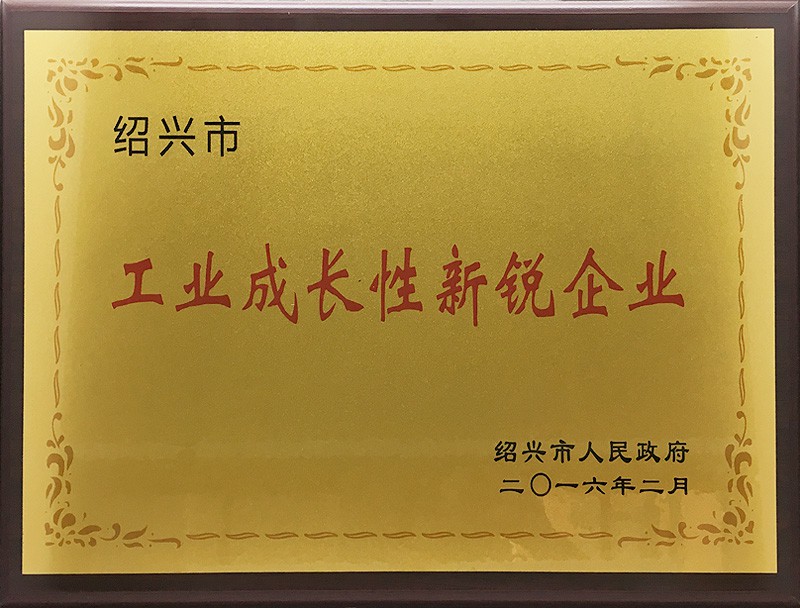 绍兴市
工业成长性新锐企业
绍兴市人民政府
二〇一六年二月